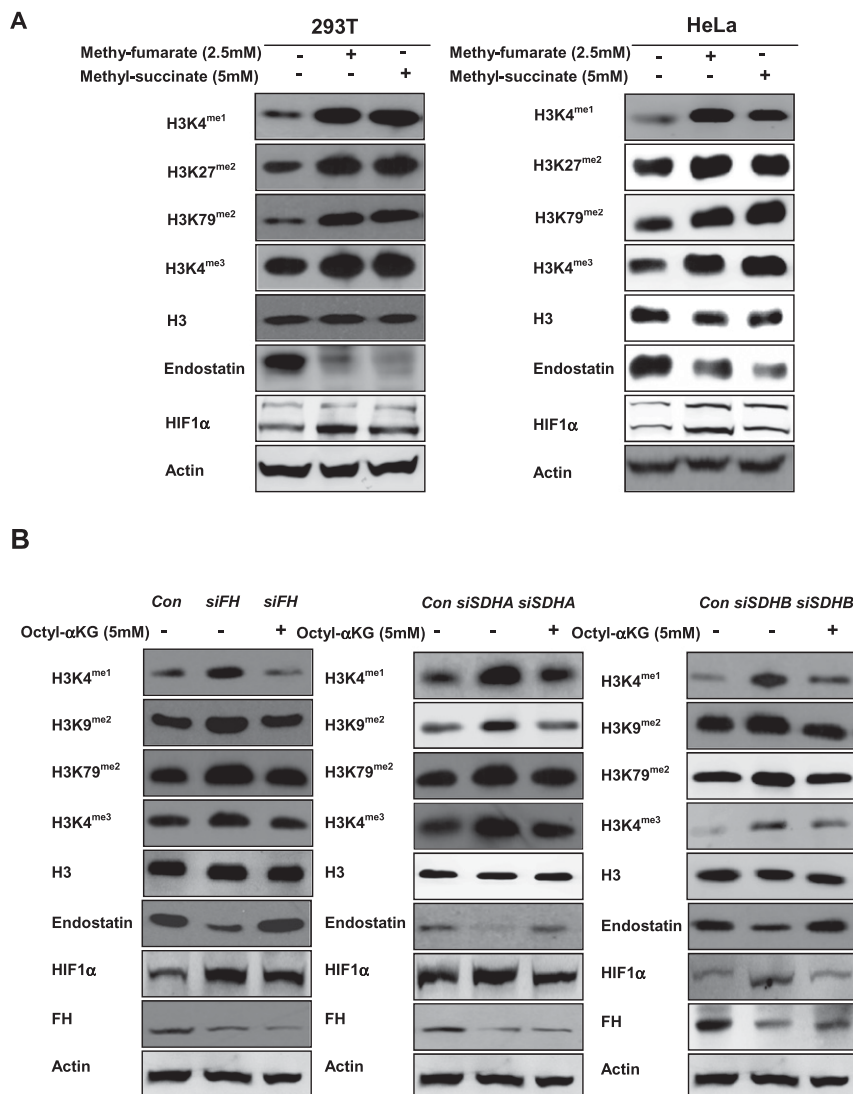 A
293T
Methy-fumarate (2.5mM) - + -
Methyl-succinate (5mM) - - +
H3K4me1
H3K27me2
H3K79me2
H3K4me3
H3
Endostatin
HIF1α
Actin
HeLa
Methyl-fumarate (2.5mM) - + -
Methyl-succinate (5mM) - - +
H3K4me1
H3K27me2
H3K79me2
H3K4me3
H3
Endostatin
HIF1α
Actin
B
Con siFH siFH
Octyl-αKG (5mM) - - +
H3K4me1
H3K9me2
H3K79me2
H3K4me3
H3
Endostatin
HIF1α
FH
Actin
Con siSDHA siSDHA
Octyl-αKG (5mM) - - +
H3K4me1
H3K9me2
H3K79me2
H3K4me3
H3
Endostatin
HIF1α
FH
Actin
Con siSDHB siSDHB
Octyl-αKG (5mM) - - +
H3K4me1
H3K9me2
H3K79me2
H3K4me3
H3
Endostatin
HIF1α
FH
Actin